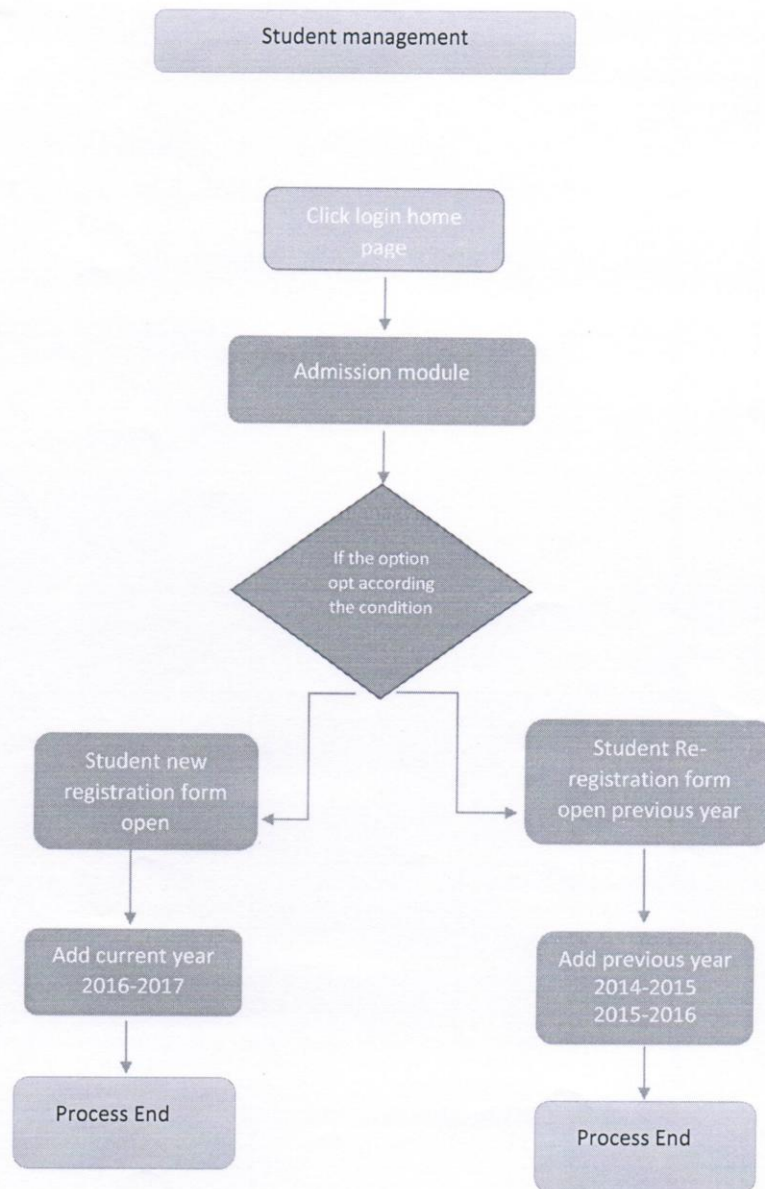 Student management
Click login home
page
Admission module
If the option
opt according
the condition
Student new
registration form
open
Student Re-
registration form
open previous year
Add current year
2016-2017
Add previous year
2014-2015
2015-2016
Process End
Process End